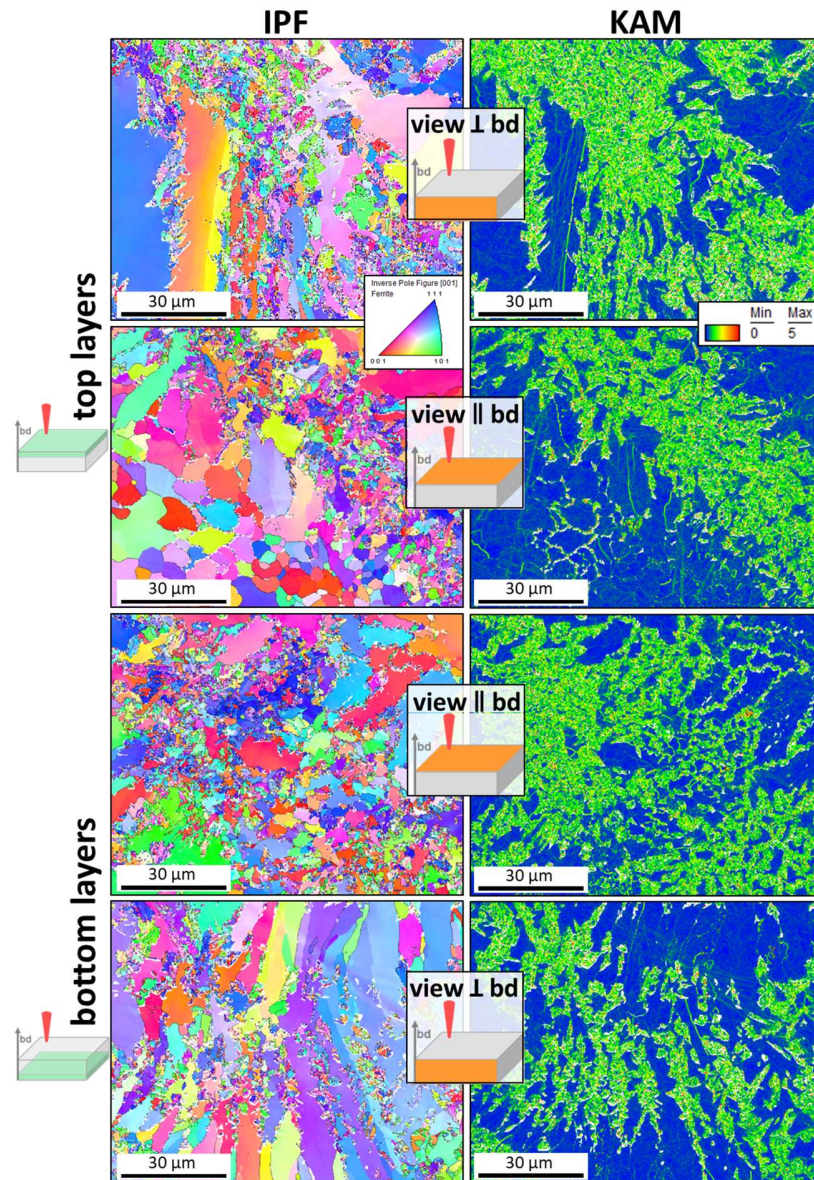 IPF
KAM
view ⊥ bd
bd
30 µm
30 µm
Inverse Pole Figure [001]
Ferrite
1 1 1
0 0 1
1 0 1
Min
Max
0
5
top layers
bd
view || bd
bd
30 µm
30 µm
view || bd
bd
30 µm
30 µm
bottom layers
bd
view ⊥ bd
bd
30 µm
30 µm